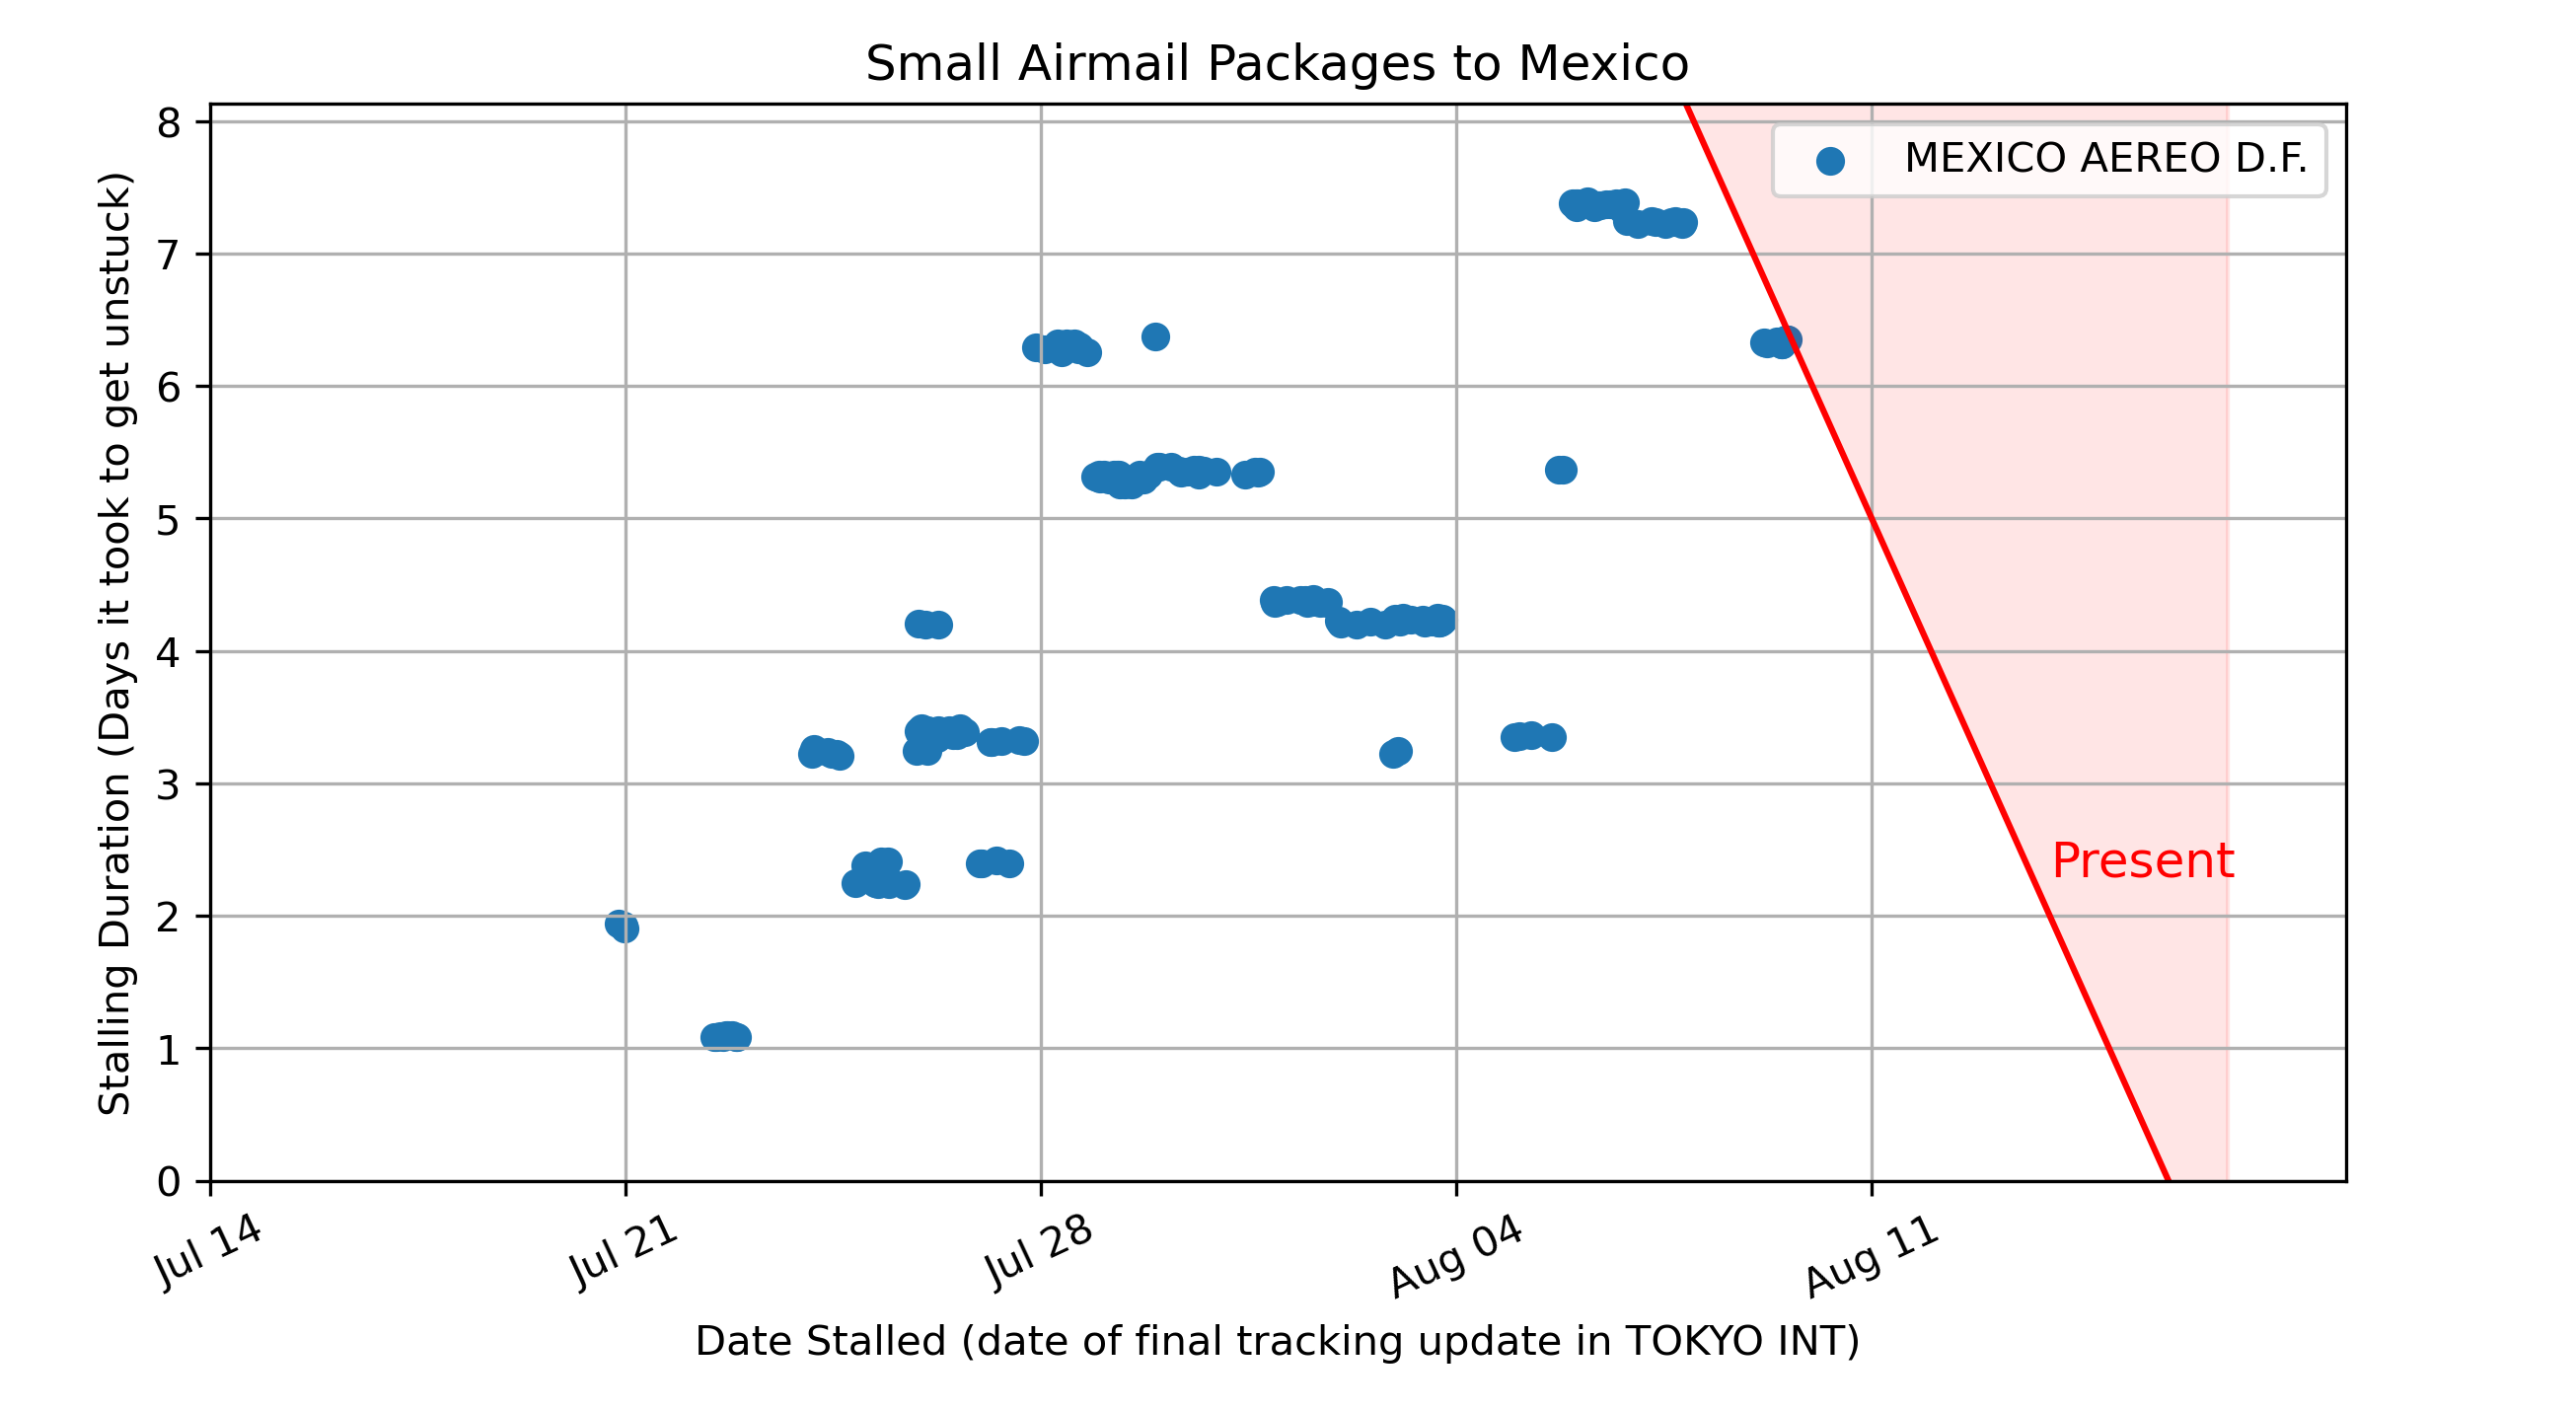 Small Airmail Packages to Mexico
MEXICO AEREO D.F.
Stalling Duration (Days it took to get unstuck)
8
7
6
5
4
3
2
1
0
Present
Jul 14
Jul 21
Jul 28
Aug 04
Aug 11
Date Stalled (date of final tracking update in TOKYO INT)